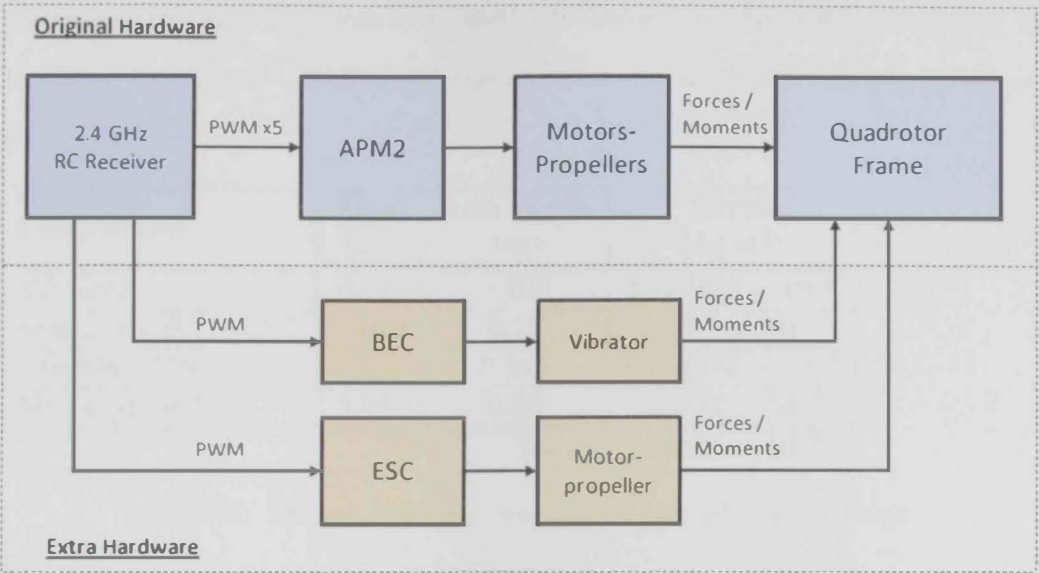 Original Hardware
2.4 GHz
RC Receiver
PWM x5
APM2
Motors-
Propellers
Forces /
Moments
Quadrotor
Frame
PWM
BEC
Vibrator
Forces /
Moments
PWM
ESC
Motor-
propeller
Forces /
Moments
Extra Hardware